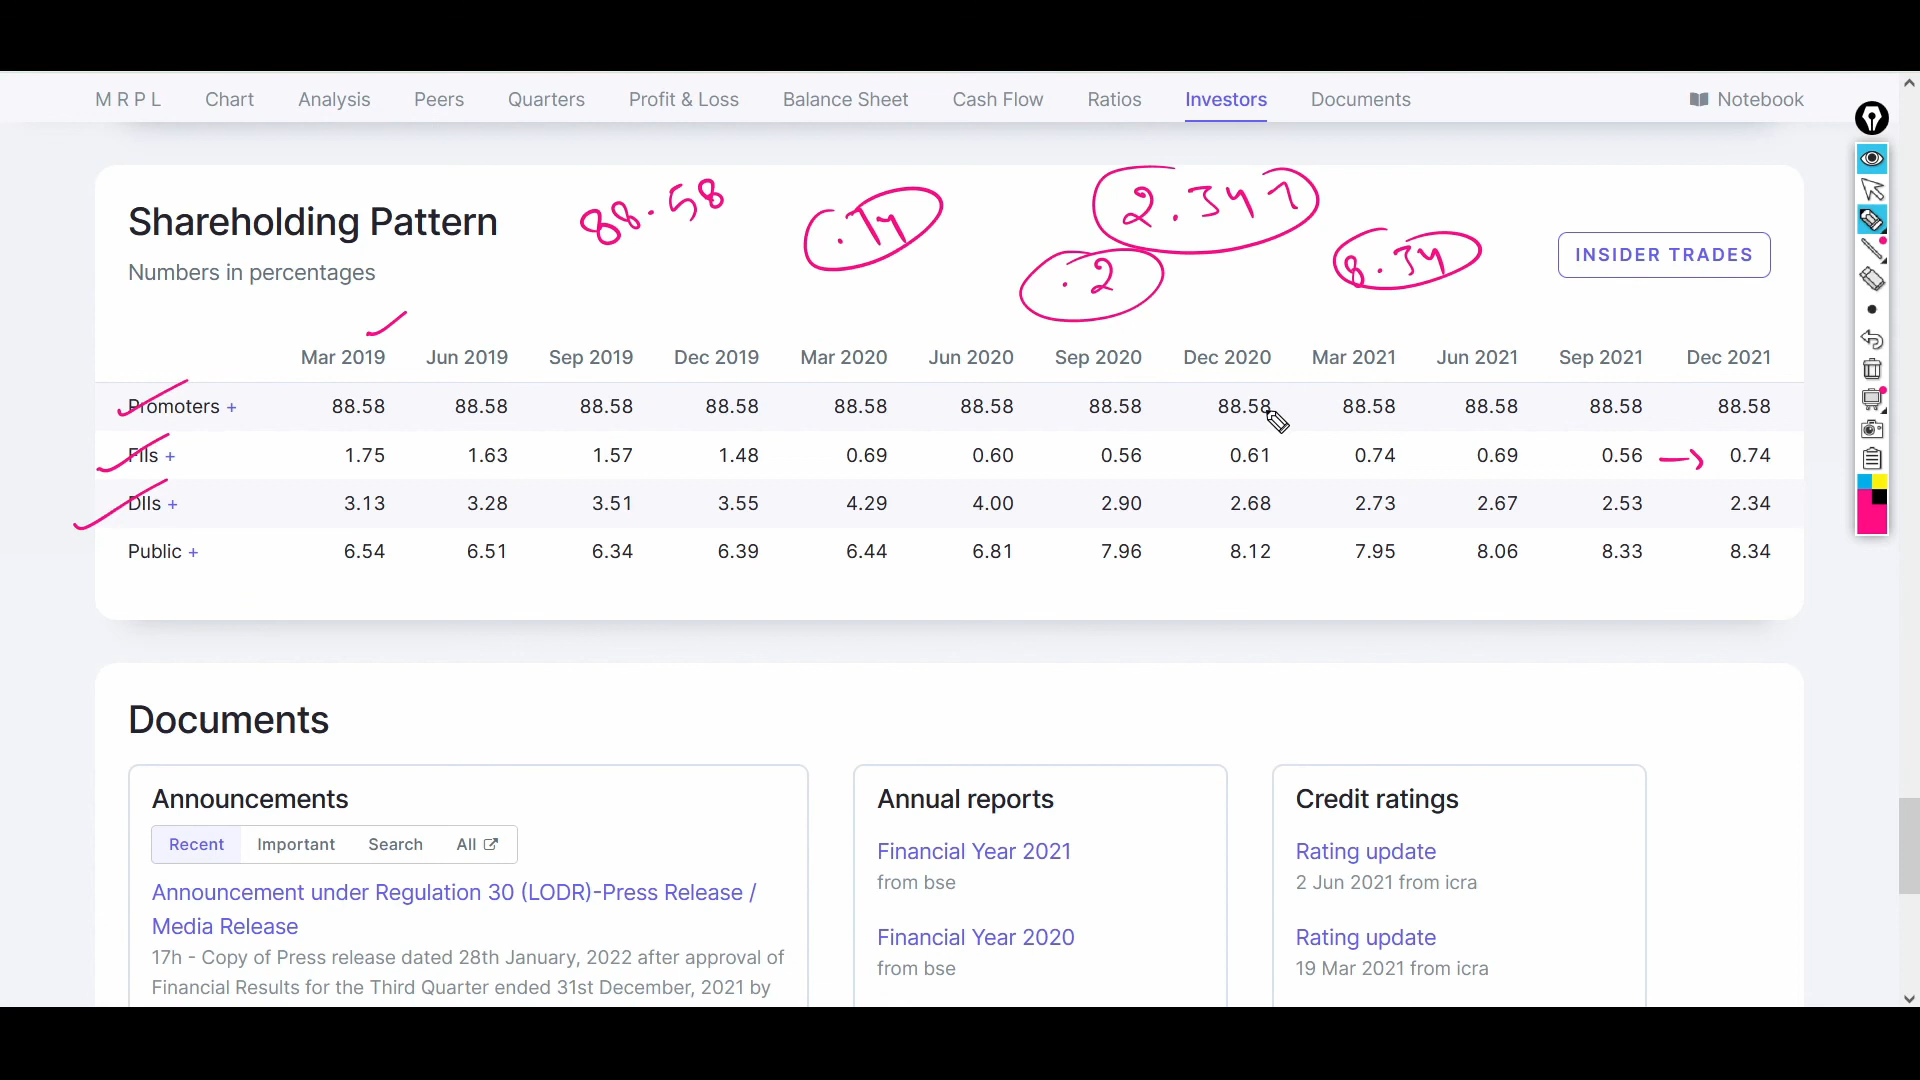 M R P L Chart Analysis Peers Quarters Profit & Loss Balance Sheet Cash Flow Ratios Investors Documents Notebook
Shareholding Pattern
88.58
.14
2.34
.2
8.34
Numbers in percentages
INSIDER TRADES
Mar 2019 Jun 2019 Sep 2019 Dec 2019 Mar 2020 Jun 2020 Sep 2020 Dec 2020 Mar 2021 Jun 2021 Sep 2021 Dec 2021
Promoters + 88.58 88.58 88.58 88.58 88.58 88.58 88.58 88.58 88.58 88.58 88.58 88.58
FIIs + 1.75 1.63 1.57 1.48 0.69 0.60 0.56 0.61 0.74 0.69 0.56 0.74
DIIs + 3.13 3.28 3.51 3.55 4.29 4.00 2.90 2.68 2.73 2.67 2.53 2.34
Public + 6.54 6.51 6.34 6.39 6.44 6.81 7.96 8.12 7.95 8.06 8.33 8.34
Documents
Announcements
Recent Important Search All
Announcement under Regulation 30 (LODR)-Press Release /
Media Release
17h - Copy of Press release dated 28th January, 2022 after approval of
Financial Results for the Third Quarter ended 31st December, 2021 by
Annual reports
Financial Year 2021
from bse
Financial Year 2020
from bse
Credit ratings
Rating update
2 Jun 2021 from icra
Rating update
19 Mar 2021 from icra